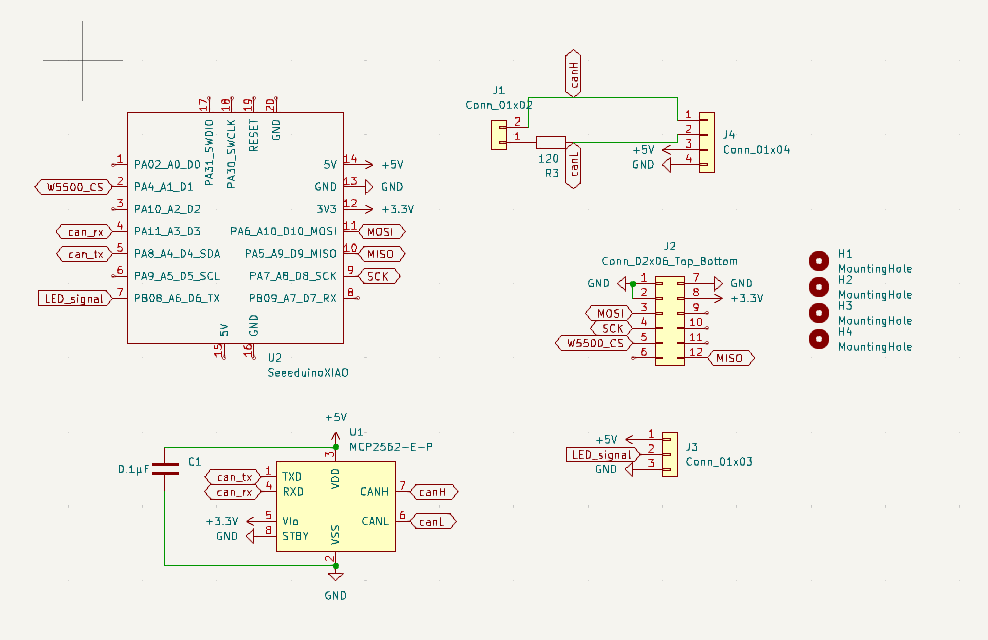 17
18
19
20
PA31_SWDIO
PA30_SWCLK
RESET
GND
1 PA02_A0_D0
W5500_CS 2 PA4_A1_D1
3 PA10_A2_D2
can_rx 4 PA11_A3_D3
can_tx 5 PA8_A4_D4_SDA
6 PA9_A5_D5_SCL
LED_signal 7 PB08_A6_D6_TX
5V 14 +5V
GND 13 GND
3V3 12 +3.3V
PA6_A10_D10_MOSI 11 MOSI
PA5_A9_D9_MISO 10 MISO
PA7_A8_D8_SCK 9 SCK
PB09_A7_D7_RX 8
5V
GND
15
16
U2
SeeeduinoXIAO
canH
J1
Conn_01x02
2
1
120
R3
canL
1
2
+5V 3
GND 4
J4
Conn_01x04
J2
Conn_02x06_Top_Bottom
GND 1 7 GND
2 8 +3.3V
MOSI 3 9
SCK 4 10
W5500_CS 5 11
6 12 MISO
H1
MountingHole
H2
MountingHole
H3
MountingHole
H4
MountingHole
+5V
U1
MCP2562-E-P
3
0.1µF
C1
can_tx 1 TXD
can_rx 4 RXD
VDD
CANH 7 canH
+3.3V 5 Vio
GND 8 STBY
VSS
CANL 6 canL
2
GND
+5V 1
LED_signal 2
GND 3
J3
Conn_01x03